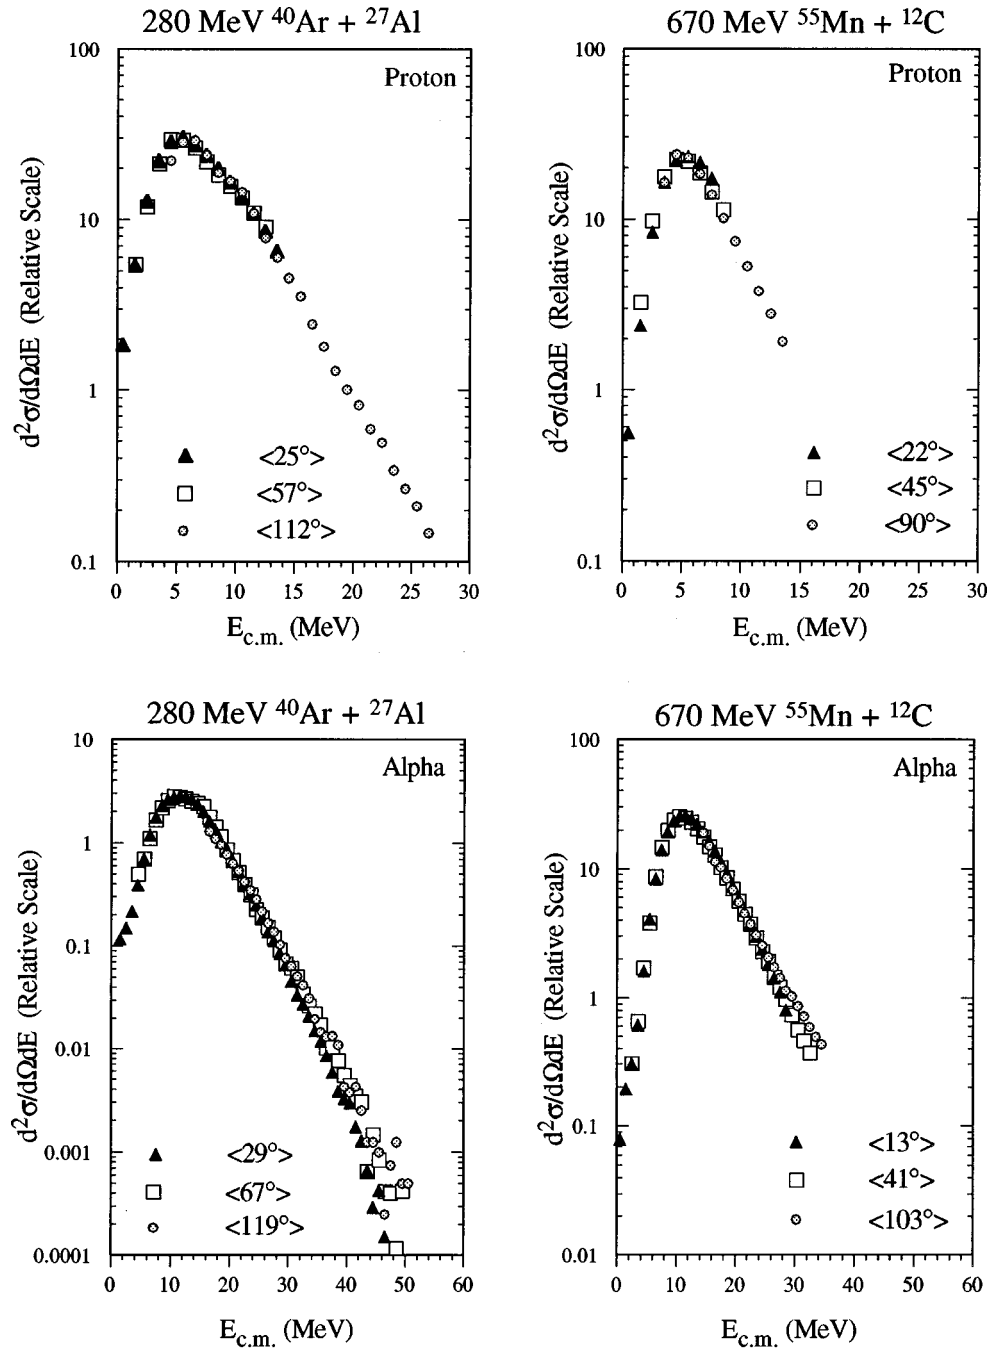 280 MeV ⁴⁰Ar + ²⁷Al
Proton
100
10
1
0.1
d²σ/dΩdE (Relative Scale)
<25°>
<57°>
<112°>
0 5 10 15 20 25 30
E_c.m. (MeV)
670 MeV ⁵⁵Mn + ¹²C
Proton
100
10
1
0.1
d²σ/dΩdE (Relative Scale)
<22°>
<45°>
<90°>
0 5 10 15 20 25 30
E_c.m. (MeV)
280 MeV ⁴⁰Ar + ²⁷Al
Alpha
10
1
0.1
0.01
0.001
0.0001
d²σ/dΩdE (Relative Scale)
<29°>
<67°>
<119°>
0 10 20 30 40 50 60
E_c.m. (MeV)
670 MeV ⁵⁵Mn + ¹²C
Alpha
100
10
1
0.1
0.01
d²σ/dΩdE (Relative Scale)
<13°>
<41°>
<103°>
0 10 20 30 40 50 60
E_c.m. (MeV)